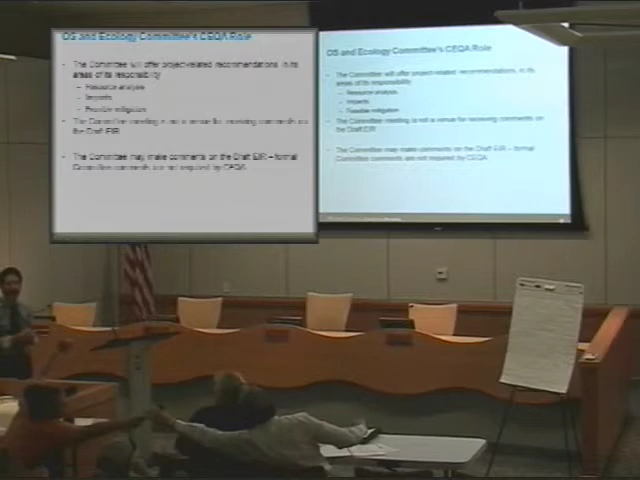 OS and Ecology Committee's CEQA Role
• The Committee will offer project-related recommendations, in its
areas of its responsibility
– Resource analysis
– Impacts
– Feasible mitigation
• The Committee meeting is not a venue for receiving comments on
the Draft EIR
• The Committee may make comments on the Draft EIR – formal
Committee comments are not required by CEQA
OS and Ecology Committee's CEQA Role
• The Committee will offer project-related recommendations, in its
areas of its responsibility
– Resource analysis
– Impacts
– Feasible mitigation
• The Committee meeting is not a venue for receiving comments on
the Draft EIR
• The Committee may make comments on the Draft EIR – formal
Committee comments are not required by CEQA